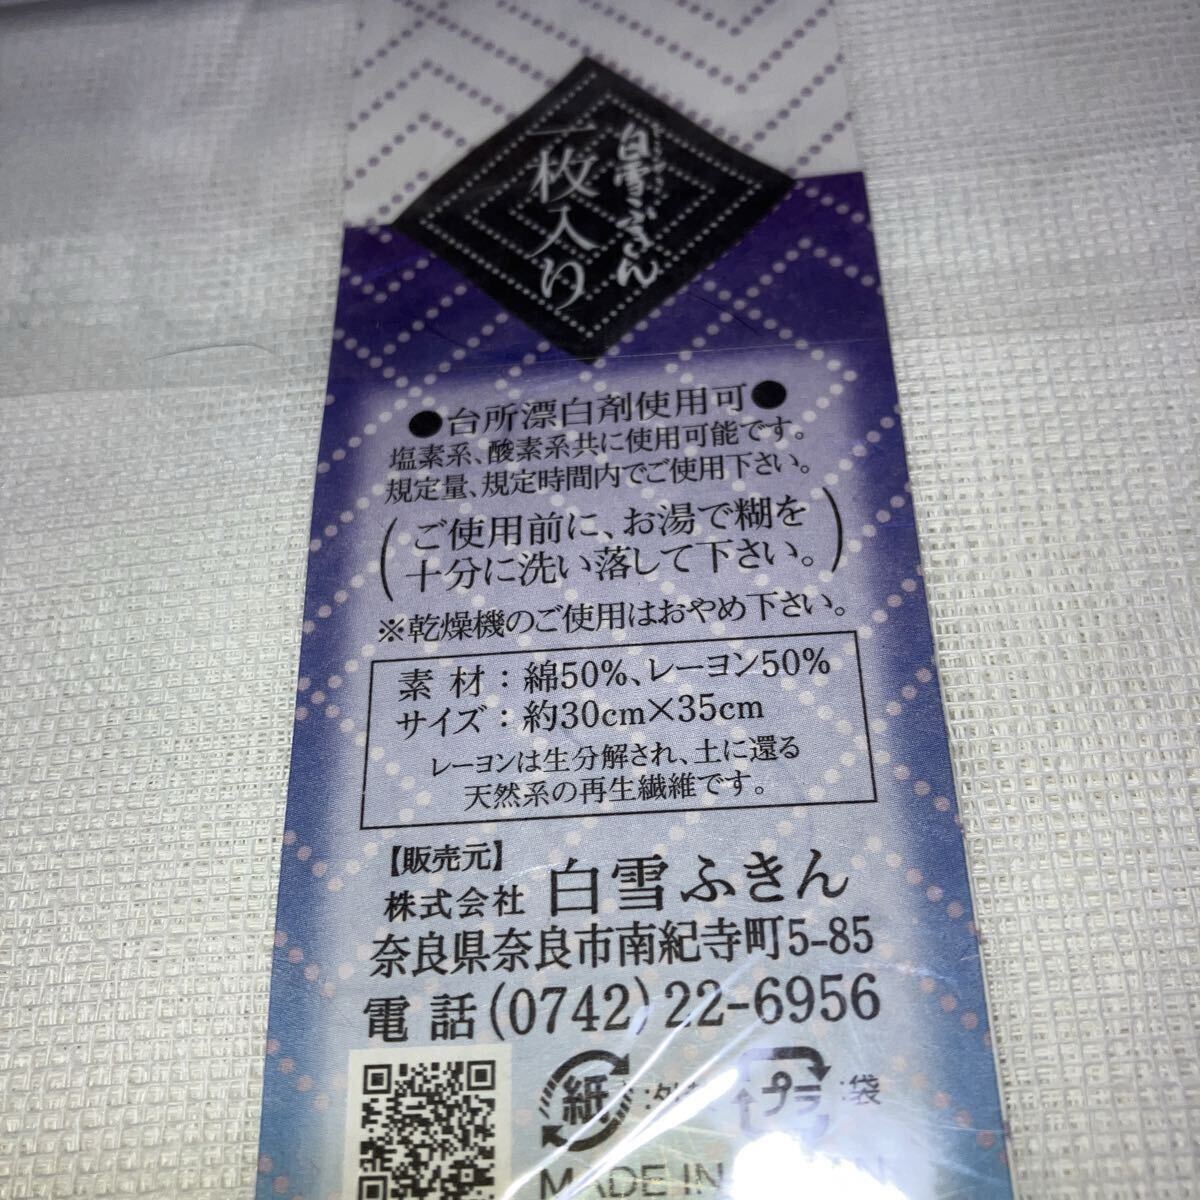 白雪ふきん
一枚入り
●台所漂白剤使用可●
塩素系、酸素系共に使用可能です。
規定量、規定時間内でご使用下さい。
(ご使用前に、お湯で糊を
十分に洗い落して下さい。)
※乾燥機のご使用はおやめ下さい。
素材：綿50%、レーヨン50%
サイズ：約30cm×35cm
レーヨンは生分解され、土に還る
天然系の再生繊維です。
【販売元】
株式会社 白雪ふきん
奈良県奈良市南紀寺町5-85
電話(0742)22-6956
紙 プラ :袋
MADE IN